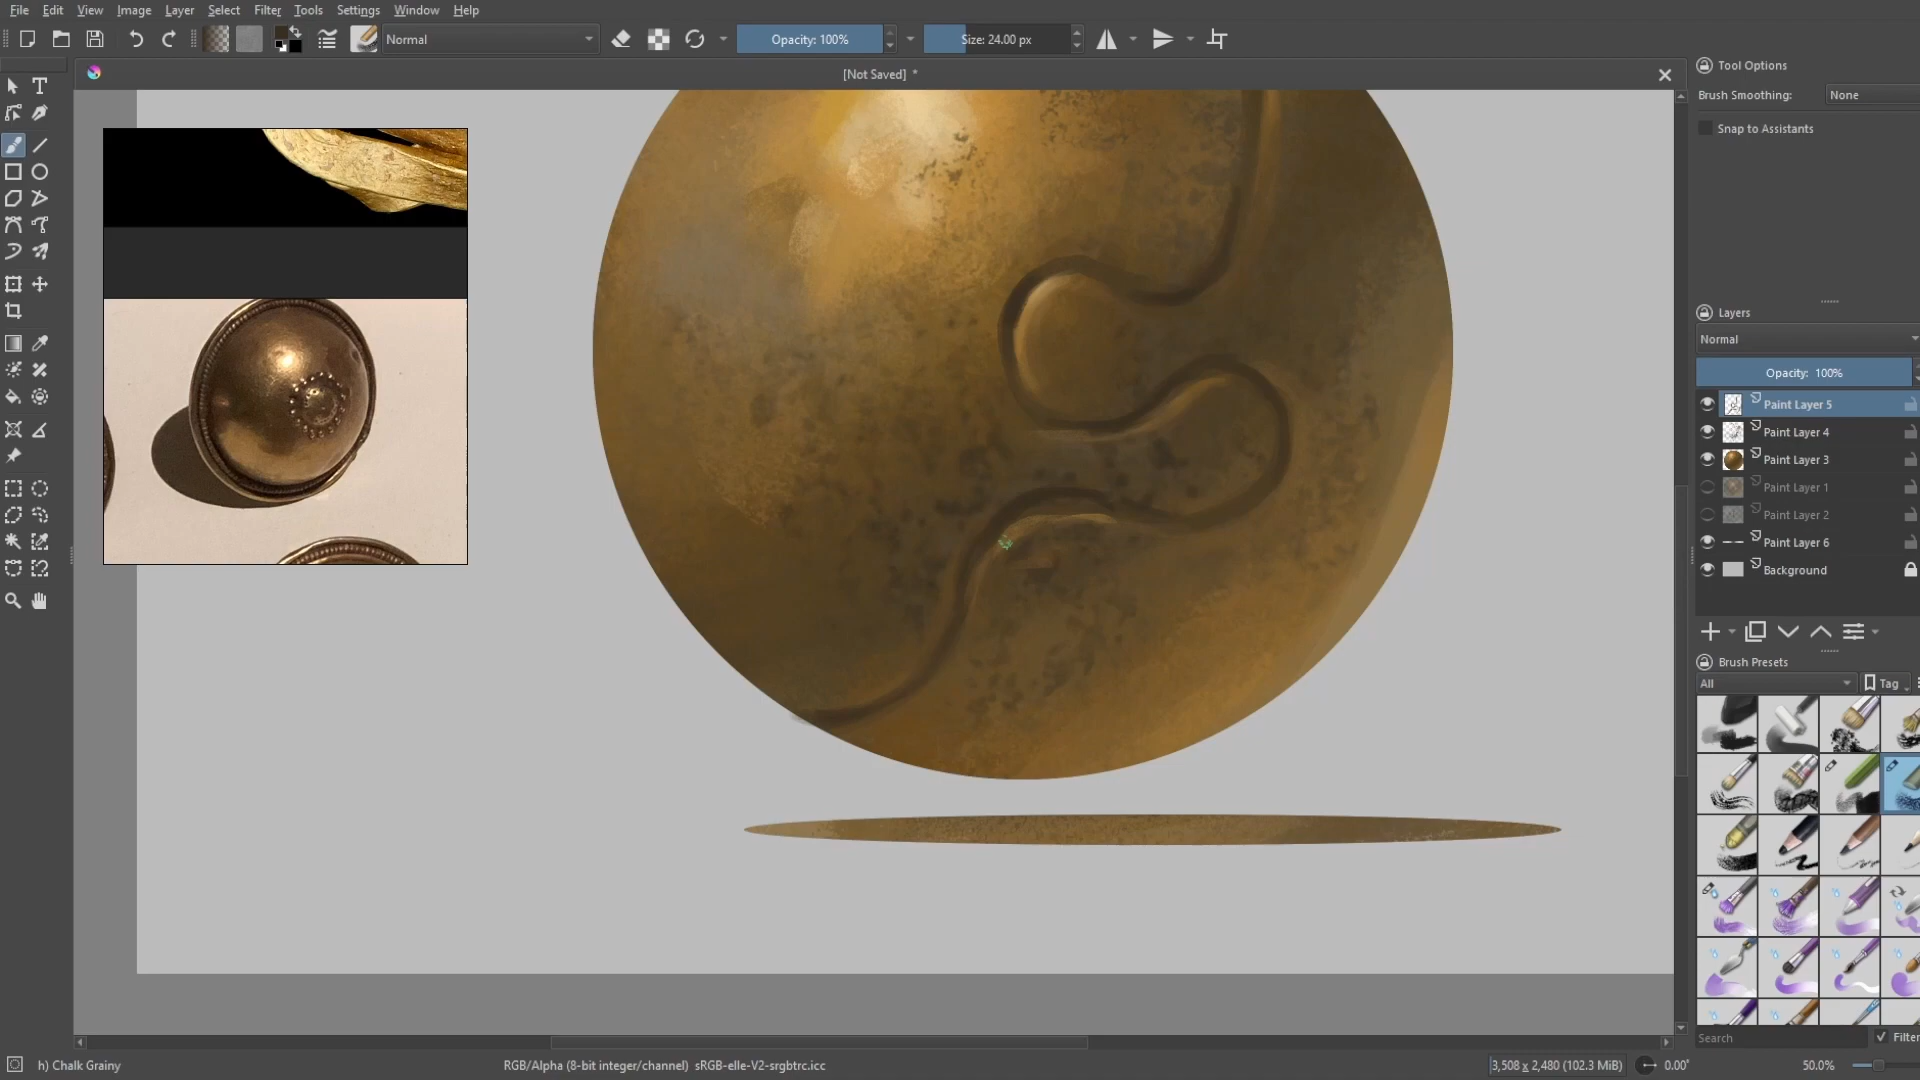 File Edit View Image Layer Select Filter Tools Settings Window Help
Normal Opacity: 100% Size: 24.00 px
[Not Saved] *
Tool Options
Brush Smoothing: None
Snap to Assistants
Layers
Normal
Opacity: 100%
Paint Layer 5
Paint Layer 4
Paint Layer 3
Paint Layer 1
Paint Layer 2
Paint Layer 6
Background
Brush Presets
All Tag
Search Filter
h) Chalk Grainy RGB/Alpha (8-bit integer/channel) sRGB-elle-V2-srgbtrc.icc 3,508 x 2,480 (102.3 MiB) 0.00° 50.0%